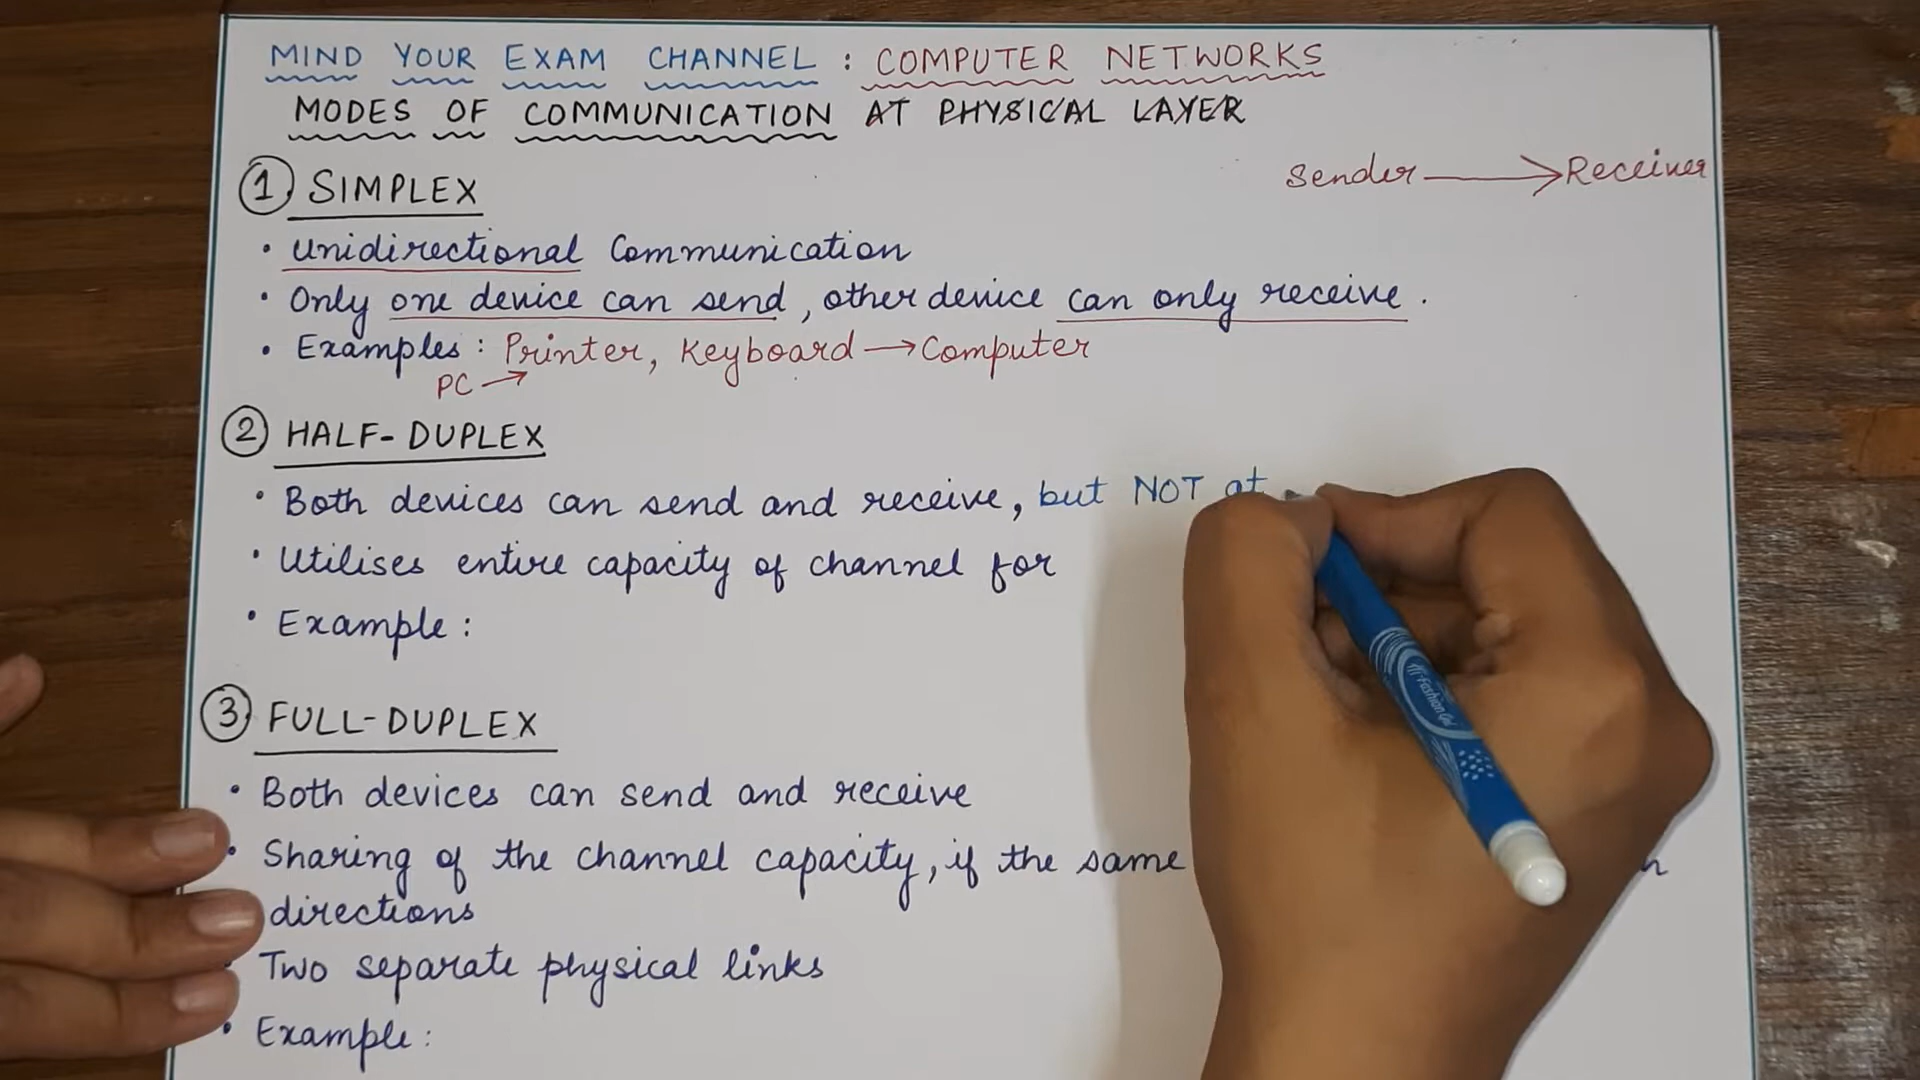 MIND YOUR EXAM CHANNEL : COMPUTER NETWORKS
MODES OF COMMUNICATION AT PHYSICAL LAYER
Sender → Receiver
① SIMPLEX
• Unidirectional Communication
• Only one device can send, other device can only receive.
• Examples: Printer, Keyboard → Computer
PC →
② HALF-DUPLEX
• Both devices can send and receive, but NOT at
• Utilises entire capacity of channel for
• Example:
③ FULL-DUPLEX
• Both devices can send and receive
• Sharing of the channel capacity, if the same
directions
• Two separate physical links
• Example: